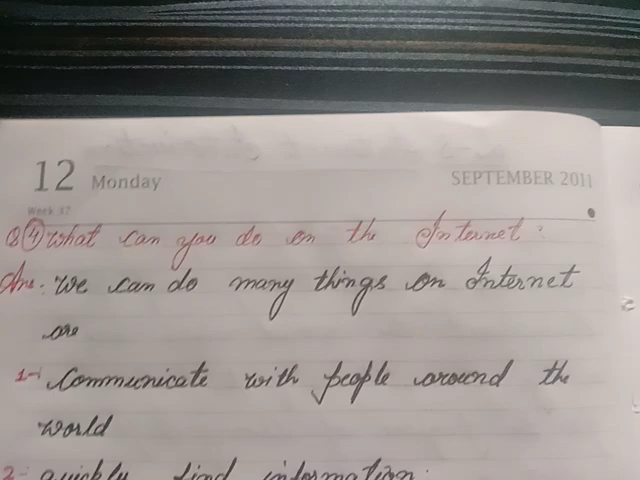 12 Monday SEPTEMBER 2011
Week 37
Q④ What can you do on the Internet:
Ans: We can do many things on Internet
are
1- Communicate with people around the
world
2- quickly find information: